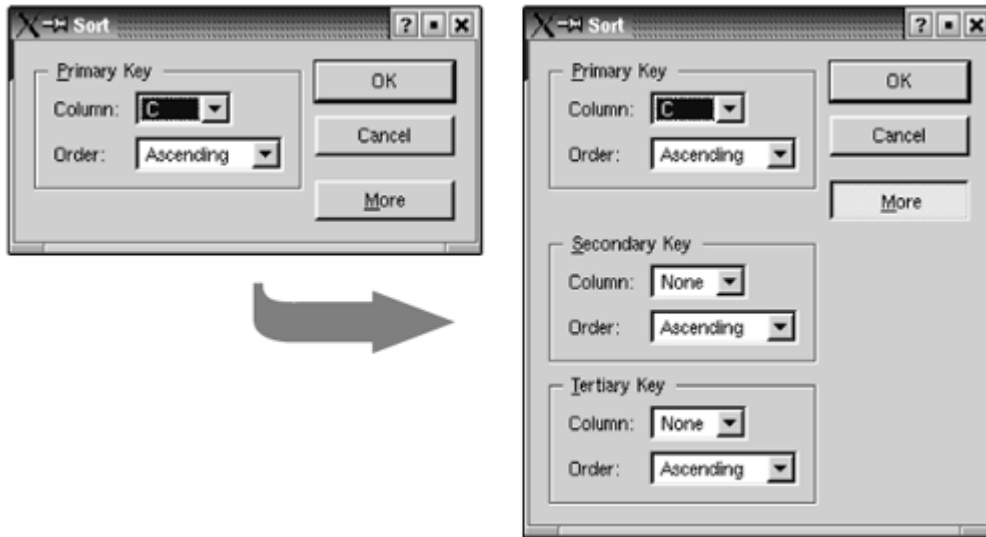 Sort
Primary Key
Column: C
Order: Ascending
OK
Cancel
More
Sort
Primary Key
Column: C
Order: Ascending
OK
Cancel
More
Secondary Key
Column: None
Order: Ascending
Tertiary Key
Column: None
Order: Ascending